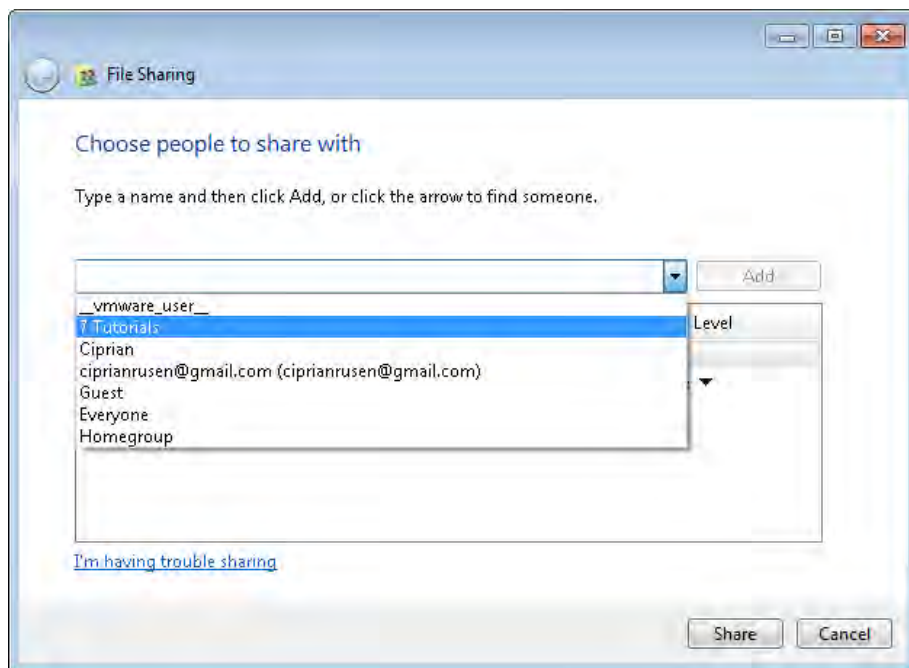 File Sharing
Choose people to share with
Type a name and then click Add, or click the arrow to find someone.
Add
__vmware_user__
7 Tutorials
Level
Ciprian
ciprianrusen@gmail.com (ciprianrusen@gmail.com)
Guest
Everyone
Homegroup
I'm having trouble sharing
Share Cancel